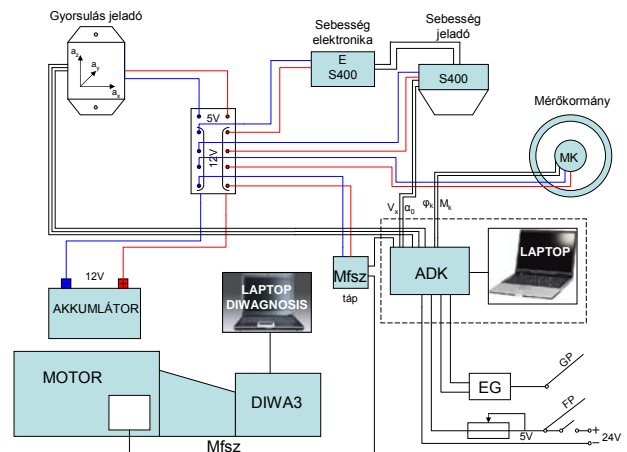 Gyorsulás jeladó
Sebesség
elektronika
Sebesség
jeladó
E
S400
S400
az
ay
ax
5V
12V
Mérőkormány
MK
Vx
α0
φk
Mk
12V
AKKUMLÁTOR
LAPTOP
DIWAGNOSIS
Mfsz
táp
ADK
LAPTOP
MOTOR
DIWA3
Mfsz
EG
GP
FP
5V
+
−
24V